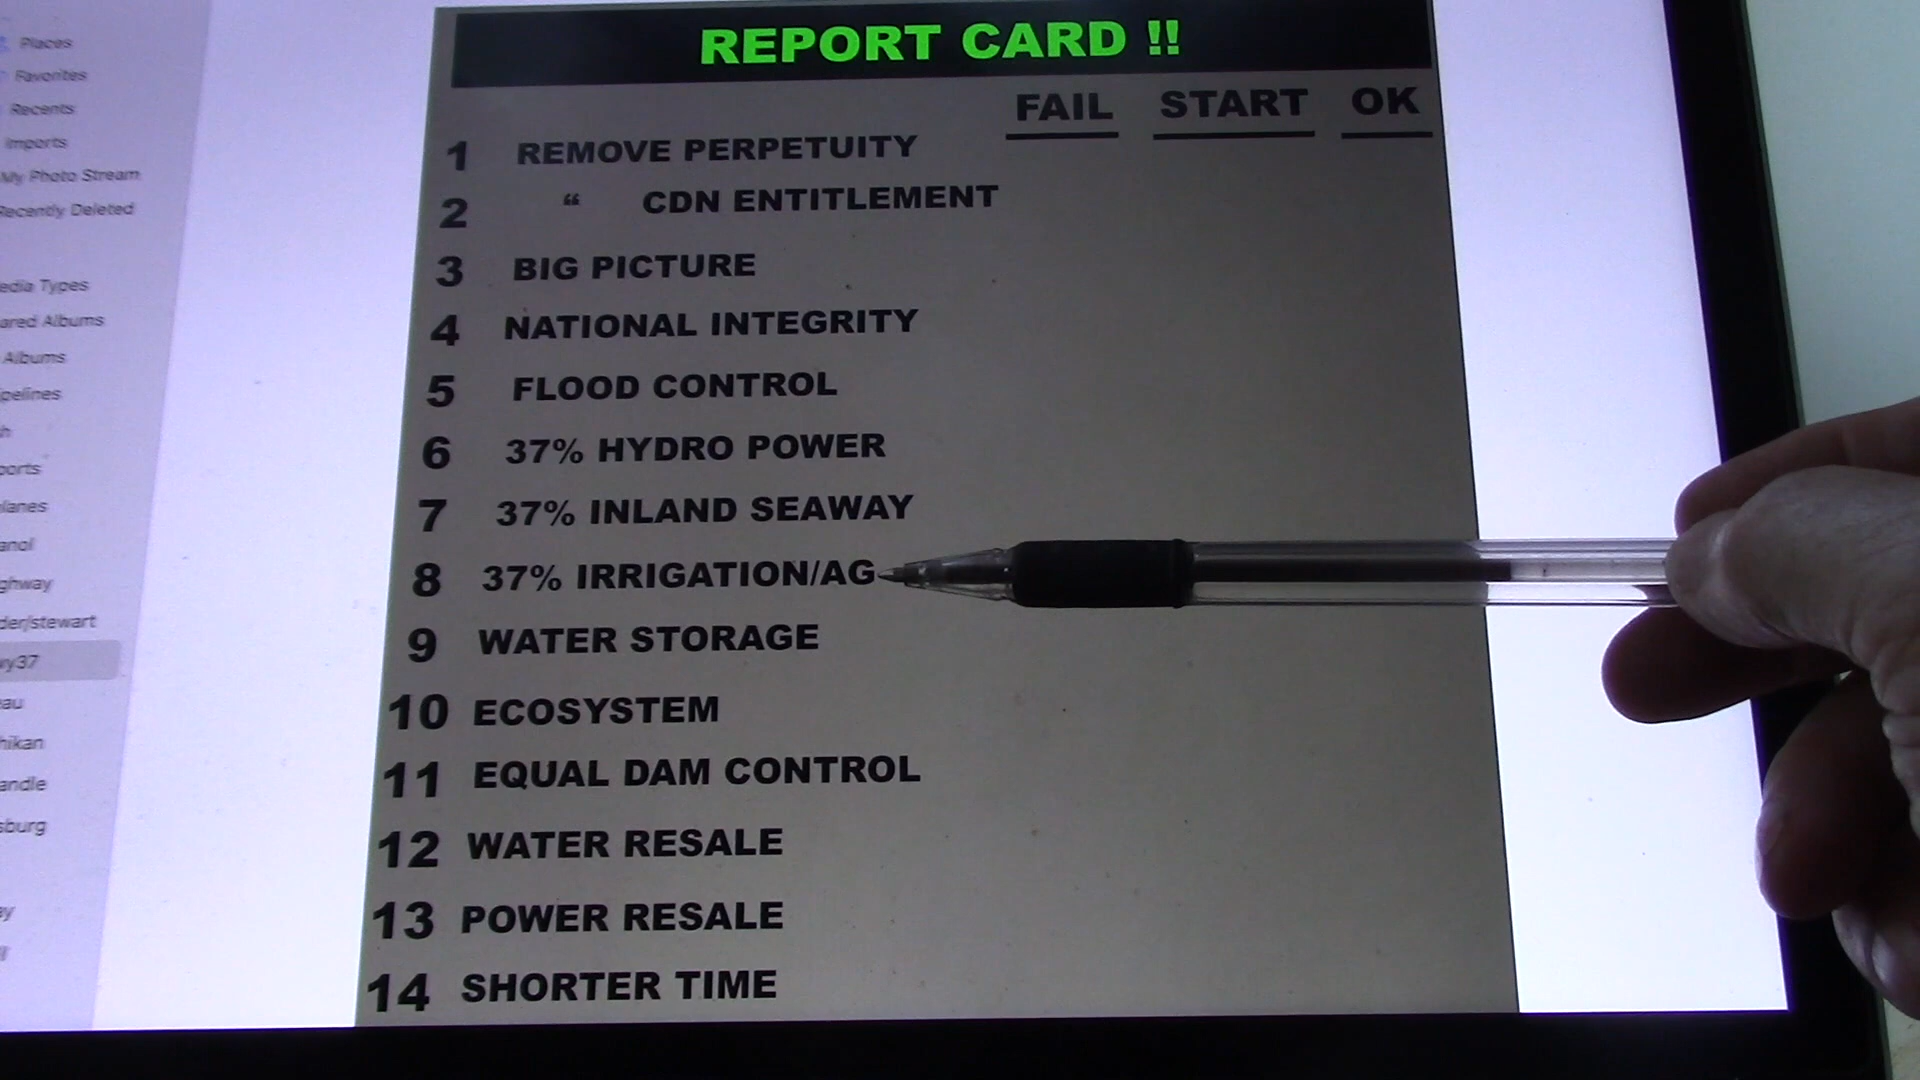 Places
Favorites
Recents
Imports
My Photo Stream
Recently Deleted
Albums
REPORT CARD !!
FAIL START OK
1 REMOVE PERPETUITY
2 “ CDN ENTITLEMENT
3 BIG PICTURE
4 NATIONAL INTEGRITY
5 FLOOD CONTROL
6 37% HYDRO POWER
7 37% INLAND SEAWAY
8 37% IRRIGATION/AG
9 WATER STORAGE
10 ECOSYSTEM
11 EQUAL DAM CONTROL
12 WATER RESALE
13 POWER RESALE
14 SHORTER TIME